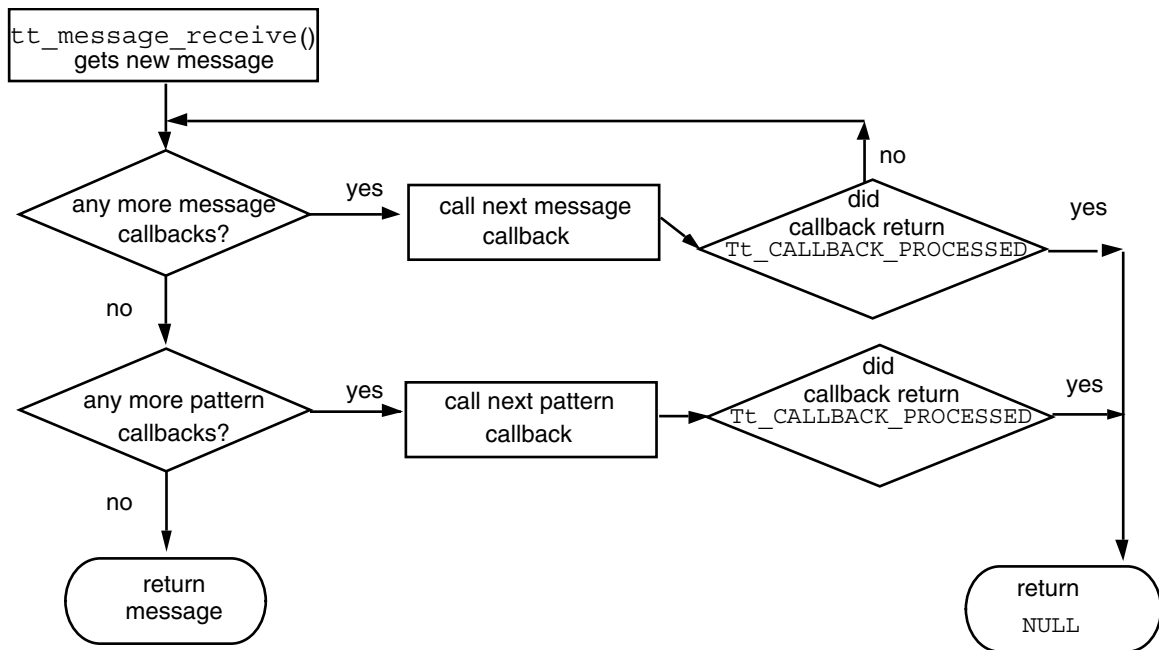 tt_message_receive()
gets new message
no
any more message
callbacks?
yes
call next message
callback
did
callback return
Tt_CALLBACK_PROCESSED
yes
no
any more pattern
callbacks?
yes
call next pattern
callback
did
callback return
Tt_CALLBACK_PROCESSED
yes
no
return
message
return
NULL